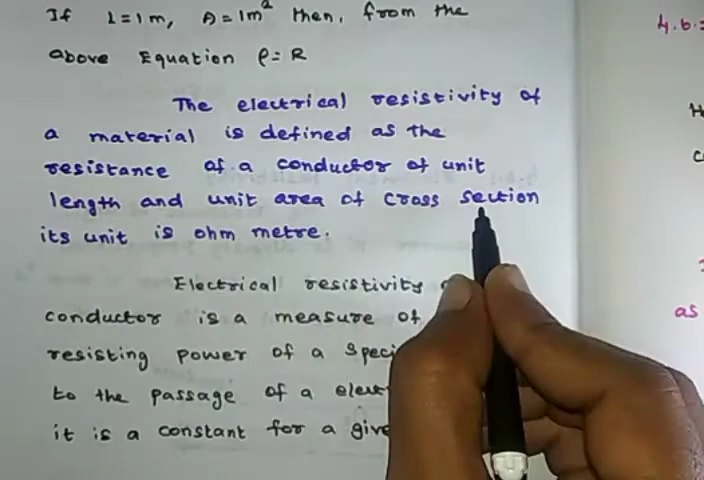 If l=1m, A=1m² then, from the
above Equation ρ=R
The electrical resistivity of
a material is defined as the
resistance of a conductor of unit
length and unit area of cross section
its unit is ohm metre.
Electrical resistivity
conductor is a measure of
resisting power of a
to the passage of a
it is a constant for a
4.6.
as